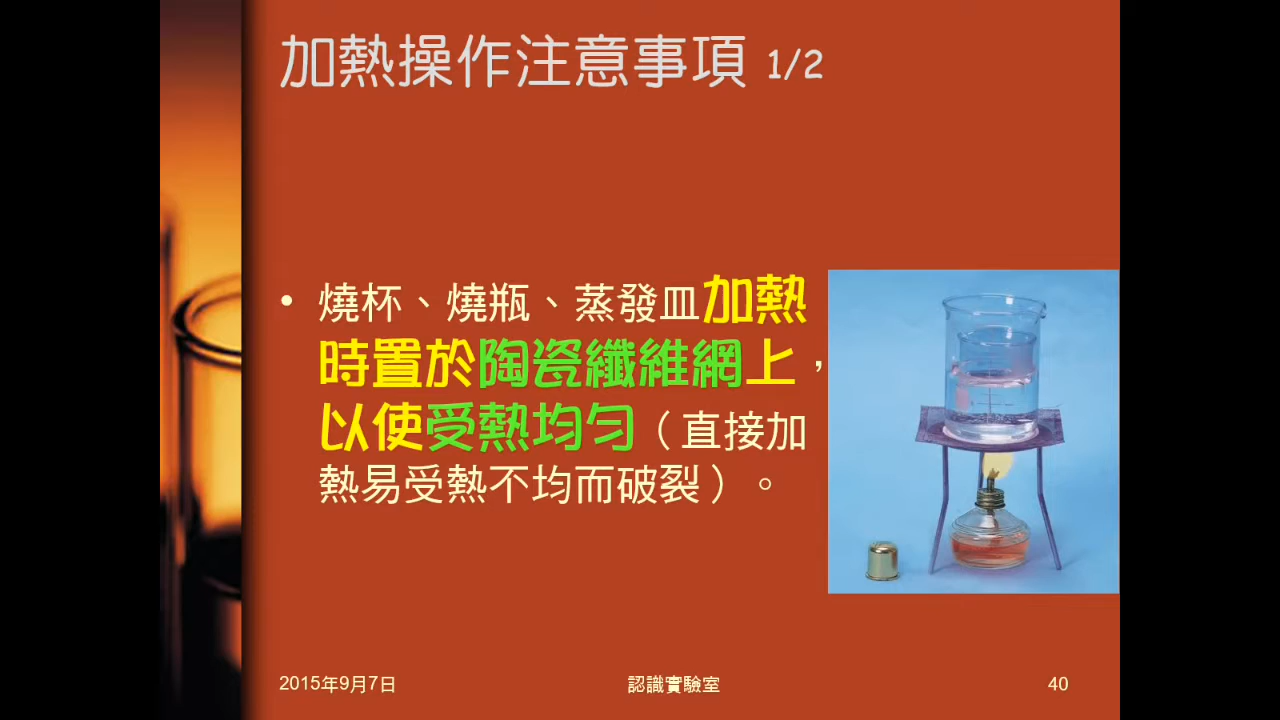 加熱操作注意事項 1/2
• 燒杯、燒瓶、蒸發皿加熱
時置於陶瓷纖維網上，
以使受熱均勻（直接加
熱易受熱不均而破裂）。
2015年9月7日
認識實驗室
40